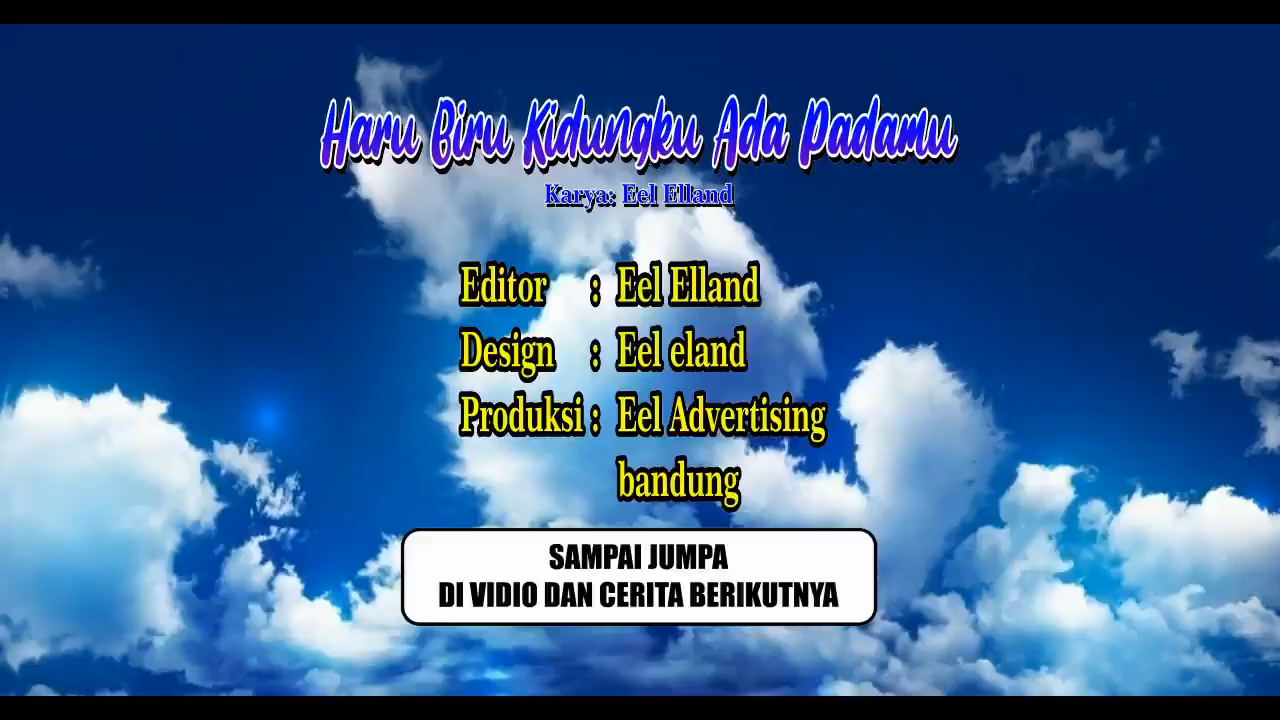 Haru Biru Kidungku Ada Padamu
Karya: Eel Elland
Editor : Eel Elland
Design : Eel eland
Produksi : Eel Advertising
bandung
SAMPAI JUMPA
DI VIDIO DAN CERITA BERIKUTNYA